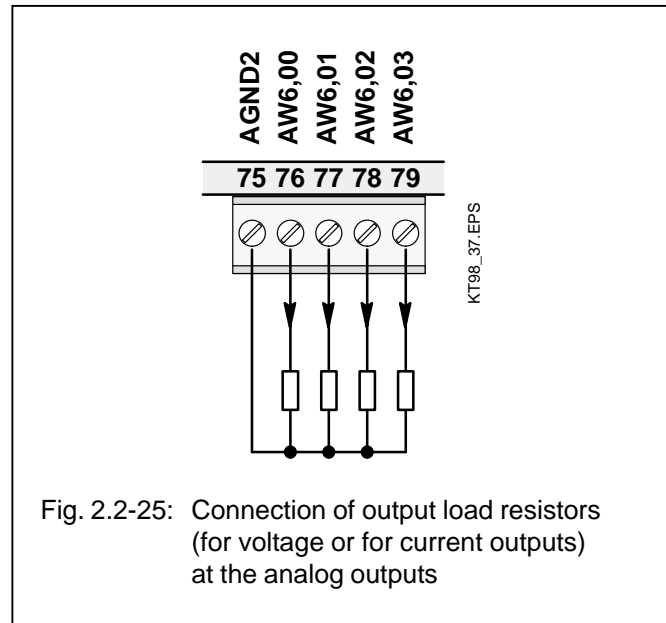 AGND2 AW6,00 AW6,01 AW6,02 AW6,03
75 76 77 78 79
KT98_37.EPS
Fig. 2.2-25: Connection of output load resistors
(for voltage or for current outputs)
at the analog outputs